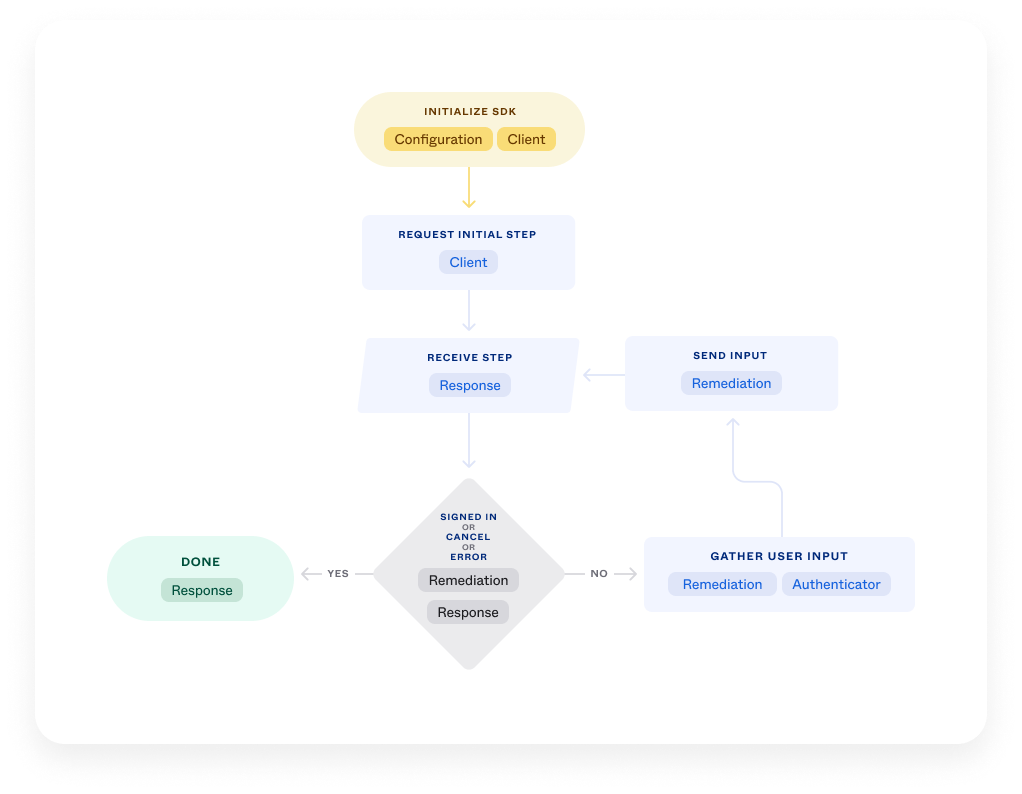 INITIALIZE SDK
Configuration Client
REQUEST INITIAL STEP
Client
RECEIVE STEP
Response
SEND INPUT
Remediation
SIGNED IN
OR
CANCEL
OR
ERROR
Remediation
Response
YES
NO
DONE
Response
GATHER USER INPUT
Remediation Authenticator